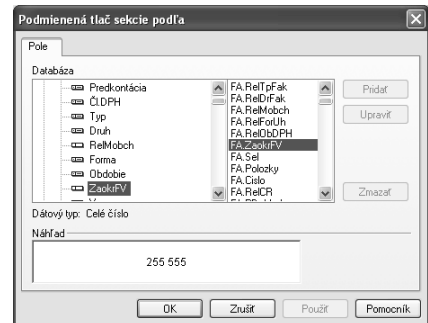 Podmienená tlač sekcie podľa
Pole
Databáza
Predkontácia
Čl.DPH
Typ
Druh
RelMobch
Forma
Obdobie
ZaokrFV
FA.RelTpFak
FA.RelDrFak
FA.RelMobch
FA.RelForUh
FA.RelObDPH
FA.ZaokrFV
FA.Sel
FA.Polozky
FA.Cislo
FA.RelCR
Pridať
Upraviť
Zmazať
Dátový typ: Celé číslo
Náhľad
255 555
OK
Zrušiť
Použiť
Pomocník